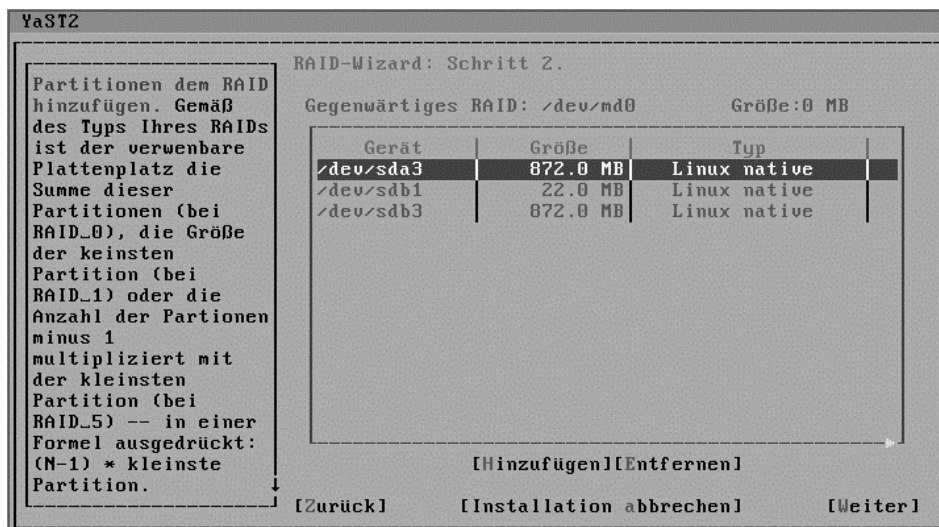 YaST2
Partitionen dem RAID
hinzufügen. Gemäß
des Typs Ihres RAIDs
ist der verwenbare
Plattenplatz die
Summe dieser
Partitionen (bei
RAID_0), die Größe
der keinsten
Partition (bei
RAID_1) oder die
Anzahl der Partionen
minus 1
multipliziert mit
der kleinsten
Partition (bei
RAID_5) -- in einer
Formel ausgedrückt:
(N-1) * kleinste
Partition.
RAID-Wizard: Schritt 2.
Gegenwärtiges RAID: /dev/md0 Größe:0 MB
Gerät Größe Typ
/dev/sda3 872.0 MB Linux native
/dev/sdb1 22.0 MB Linux native
/dev/sdb3 872.0 MB Linux native
[Hinzufügen][Entfernen]
[Zurück] [Installation abbrechen] [Weiter]